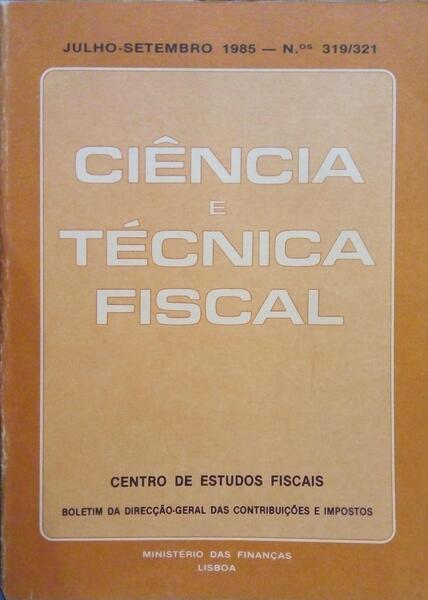 JULHO-SETEMBRO 1985 — N.ºˢ 319/321
CIÊNCIA
E
TÉCNICA
FISCAL
CENTRO DE ESTUDOS FISCAIS
BOLETIM DA DIRECÇÃO-GERAL DAS CONTRIBUIÇÕES E IMPOSTOS
MINISTÉRIO DAS FINANÇAS
LISBOA